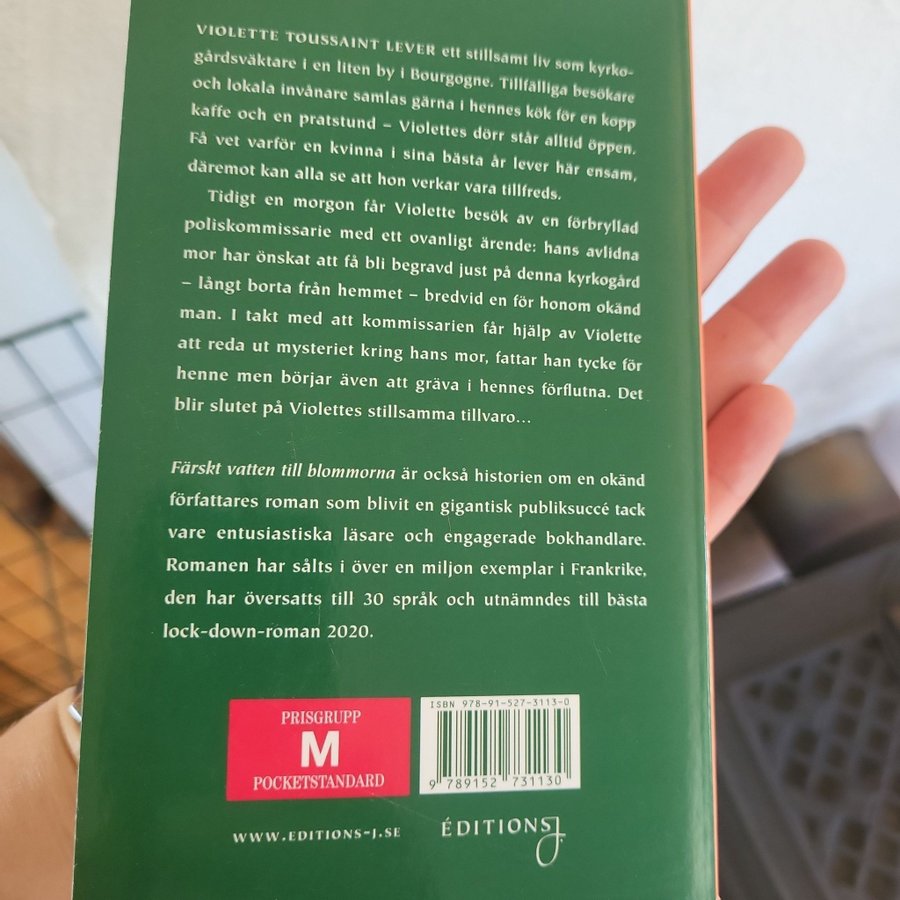 VIOLETTE TOUSSAINT LEVER ett stillsamt liv som kyrko-
gårdsväktare i en liten by i Bourgogne. Tillfälliga besökare
och lokala invånare samlas gärna i hennes kök för en kopp
kaffe och en pratstund – Violettes dörr står alltid öppen.
Få vet varför en kvinna i sina bästa år lever här ensam,
däremot kan alla se att hon verkar vara tillfreds.
Tidigt en morgon får Violette besök av en förbryllad
poliskommissarie med ett ovanligt ärende: hans avlidna
mor har önskat att få bli begravd just på denna kyrkogård
– långt borta från hemmet – bredvid en för honom okänd
man. I takt med att kommissarien får hjälp av Violette
att reda ut mysteriet kring hans mor, fattar han tycke för
henne men börjar även att gräva i hennes förflutna. Det
blir slutet på Violettes stillsamma tillvaro...
Färskt vatten till blommorna är också historien om en okänd
författares roman som blivit en gigantisk publiksuccé tack
vare entusiastiska läsare och engagerade bokhandlare.
Romanen har sålts i över en miljon exemplar i Frankrike,
den har översatts till 30 språk och utnämndes till bästa
lock-down-roman 2020.
PRISGRUPP
M
POCKETSTANDARD
ISBN 978-91-527-3113-0
9 789152 731130
WWW.EDITIONS-J.SE
ÉDITIONS J.